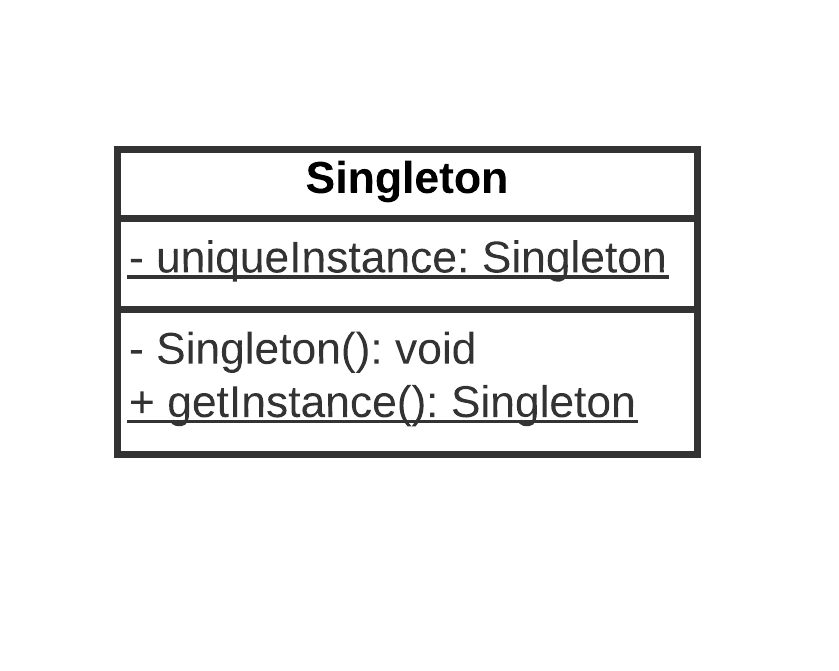 Singleton
- uniqueInstance: Singleton
- Singleton(): void
+ getInstance(): Singleton